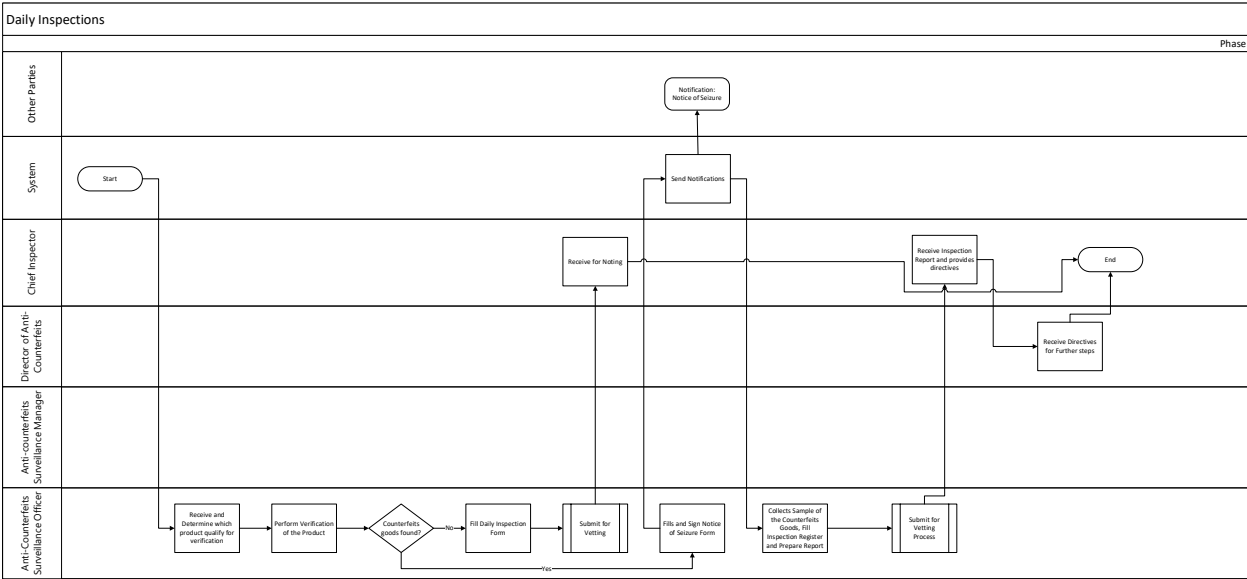 Daily Inspections
Phase
Other Parties
Notification:
Notice of Seizure
System
Start
Send Notifications
Chief Inspector
Receive for Noting
Receive Inspection
Report and provides
directives
End
Director of Anti-
Counterfeits
Receive Directives
for Further steps
Anti-counterfeits
Surveillance Manager
Anti-Counterfeits
Surveillance Officer
Receive and
Determine which
product qualify for
verification
Perform Verification
of the Product
Counterfeits
goods found?
No
Fill Daily Inspection
Form
Submit for
Vetting
Fills and Sign Notice
of Seizure Form
Collects Sample of
the Counterfeits
Goods, Fill
Inspection Register
and Prepare Report
Submit for
Vetting
Process
Yes